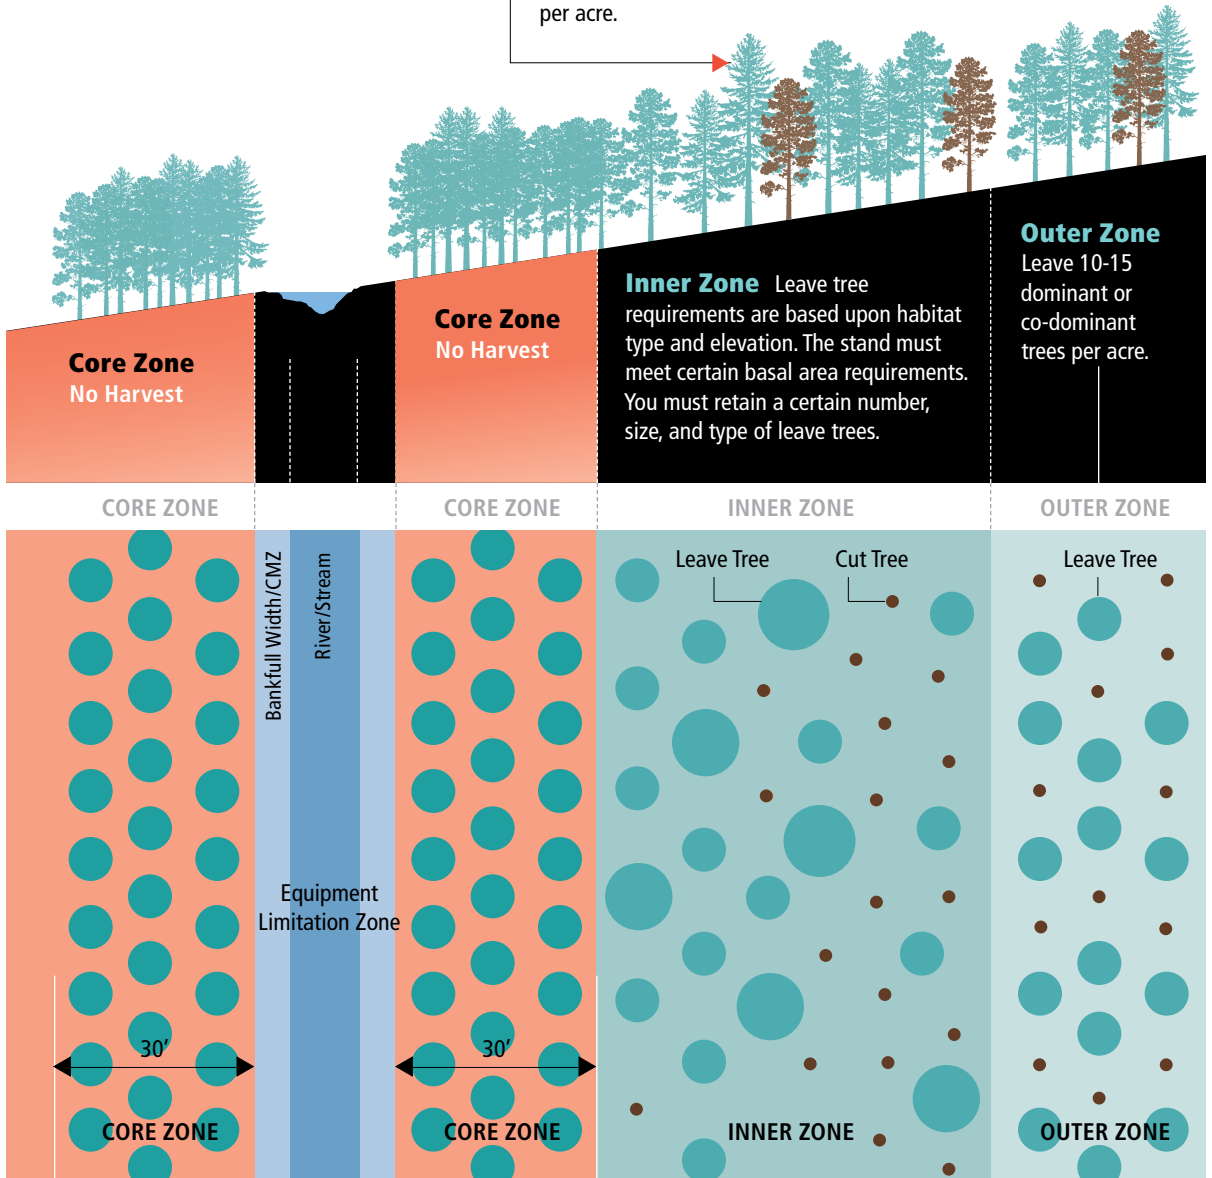 per acre.
Outer Zone
Leave 10-15
dominant or
co-dominant
trees per acre.
Inner Zone Leave tree
requirements are based upon habitat
type and elevation. The stand must
meet certain basal area requirements.
You must retain a certain number,
size, and type of leave trees.
Core Zone
No Harvest
Core Zone
No Harvest
CORE ZONE
CORE ZONE
INNER ZONE
OUTER ZONE
Bankfull Width/CMZ
River/Stream
Leave Tree
Cut Tree
Leave Tree
Equipment
Limitation Zone
30'
30'
CORE ZONE
CORE ZONE
INNER ZONE
OUTER ZONE